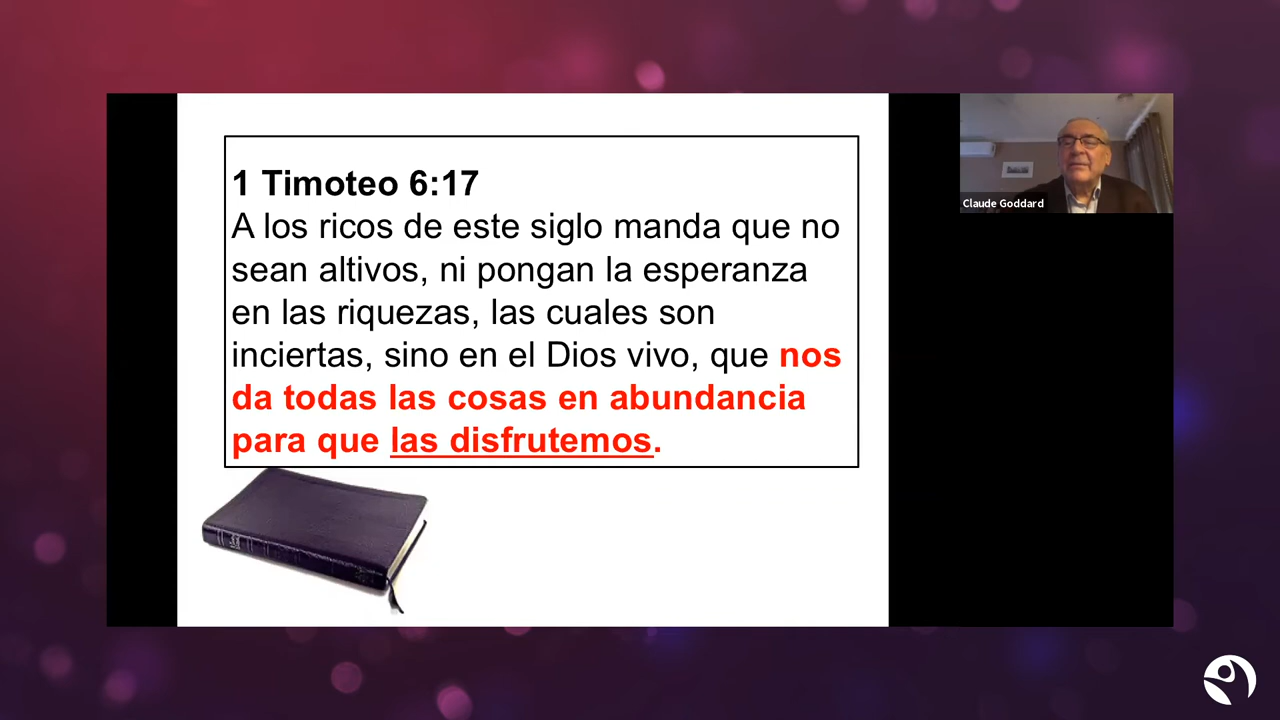 1 Timoteo 6:17
A los ricos de este siglo manda que no
sean altivos, ni pongan la esperanza
en las riquezas, las cuales son
inciertas, sino en el Dios vivo, que nos
da todas las cosas en abundancia
para que las disfrutemos.
Claude Goddard